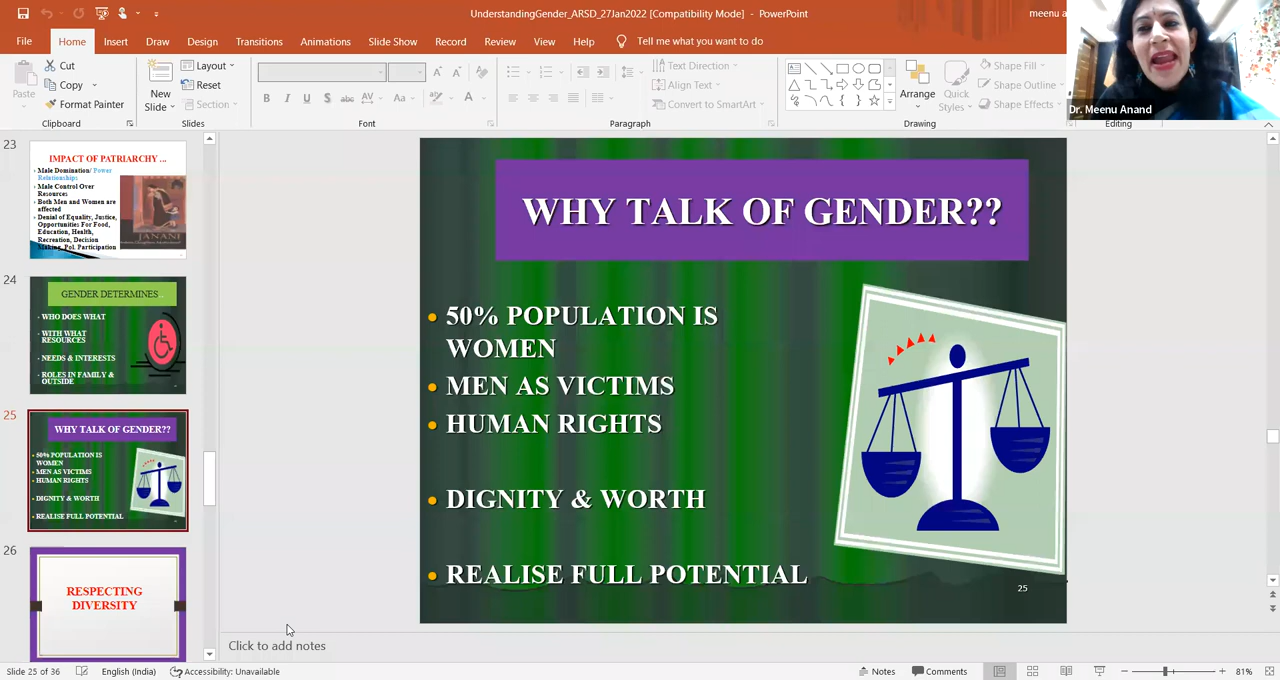 UnderstandingGender_ARSD_27Jan2022 [Compatibility Mode] - PowerPoint
meenu a
File Home Insert Draw Design Transitions Animations Slide Show Record Review View Help Tell me what you want to do
Paste
Cut
Copy
Format Painter
Clipboard
New
Slide
Layout
Reset
Section
Slides
B I U S abc AV Aa A
Font
Text Direction
Align Text
Convert to SmartArt
Paragraph
Arrange
Quick
Styles
Shape Fill
Shape Outline
Shape Effects
Drawing
Editing
Dr. Meenu Anand
23
IMPACT OF PATRIARCHY ...
Male Domination/ Power
Relationships
Male Control Over
Resources
Both Men and Women are
affected
Denial of Equality, Justice,
Opportunities For Food,
Education, Health,
Recreation, Decision
Making, Pol. Participation
JANANI
24
GENDER DETERMINES...
- WHO DOES WHAT
- WITH WHAT
RESOURCES
- NEEDS & INTERESTS
- ROLES IN FAMILY &
OUTSIDE
25
WHY TALK OF GENDER??
50% POPULATION IS
WOMEN
MEN AS VICTIMS
HUMAN RIGHTS
DIGNITY & WORTH
REALISE FULL POTENTIAL
26
RESPECTING
DIVERSITY
WHY TALK OF GENDER??
• 50% POPULATION IS
WOMEN
• MEN AS VICTIMS
• HUMAN RIGHTS
• DIGNITY & WORTH
• REALISE FULL POTENTIAL
25
Click to add notes
Slide 25 of 36 English (India) Accessibility: Unavailable Notes Comments 81%